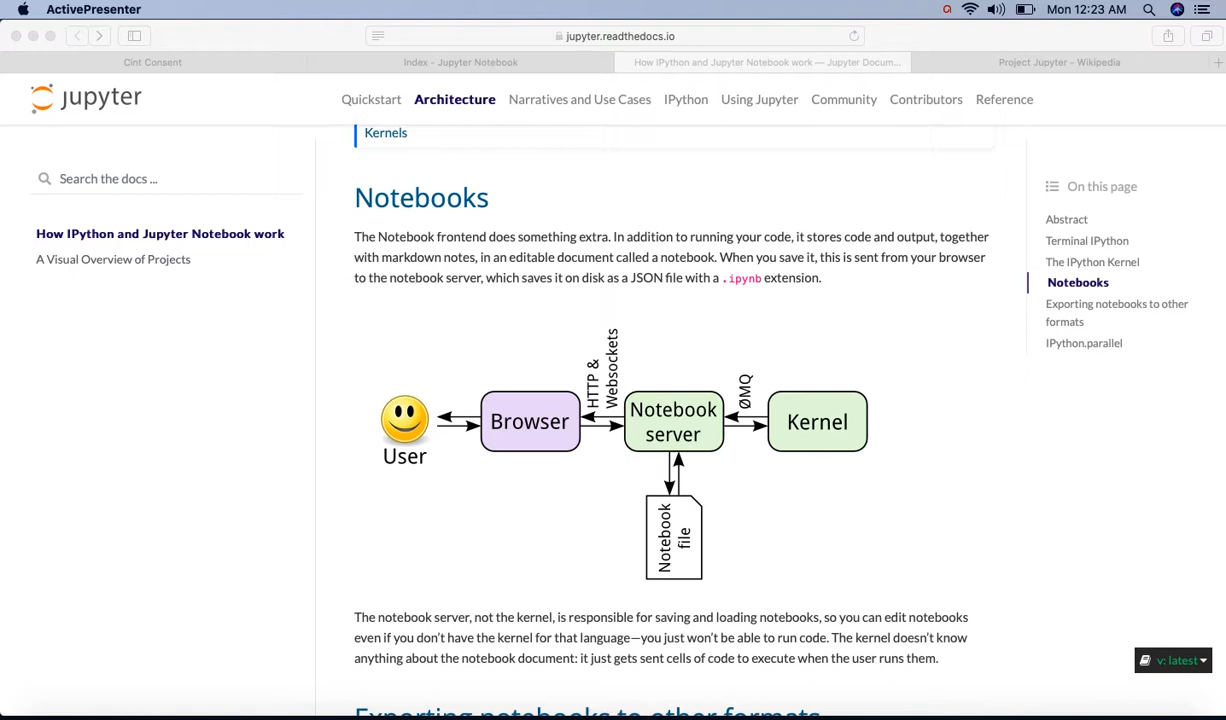 ActivePresenter
Mon 12:23 AM
jupyter.readthedocs.io
Cint Consent
Index - Jupyter Notebook
How IPython and Jupyter Notebook work — Jupyter Docum...
Project Jupyter - Wikipedia
jupyter
Quickstart Architecture Narratives and Use Cases IPython Using Jupyter Community Contributors Reference
Search the docs ...
How IPython and Jupyter Notebook work
A Visual Overview of Projects
Kernels
Notebooks
The Notebook frontend does something extra. In addition to running your code, it stores code and output, together
with markdown notes, in an editable document called a notebook. When you save it, this is sent from your browser
to the notebook server, which saves it on disk as a JSON file with a .ipynb extension.
User
Browser
HTTP &
Websockets
Notebook
server
ØMQ
Kernel
Notebook
file
The notebook server, not the kernel, is responsible for saving and loading notebooks, so you can edit notebooks
even if you don't have the kernel for that language—you just won't be able to run code. The kernel doesn't know
anything about the notebook document: it just gets sent cells of code to execute when the user runs them.
Exporting notebooks to other formats
On this page
Abstract
Terminal IPython
The IPython Kernel
Notebooks
Exporting notebooks to other
formats
IPython.parallel
v: latest